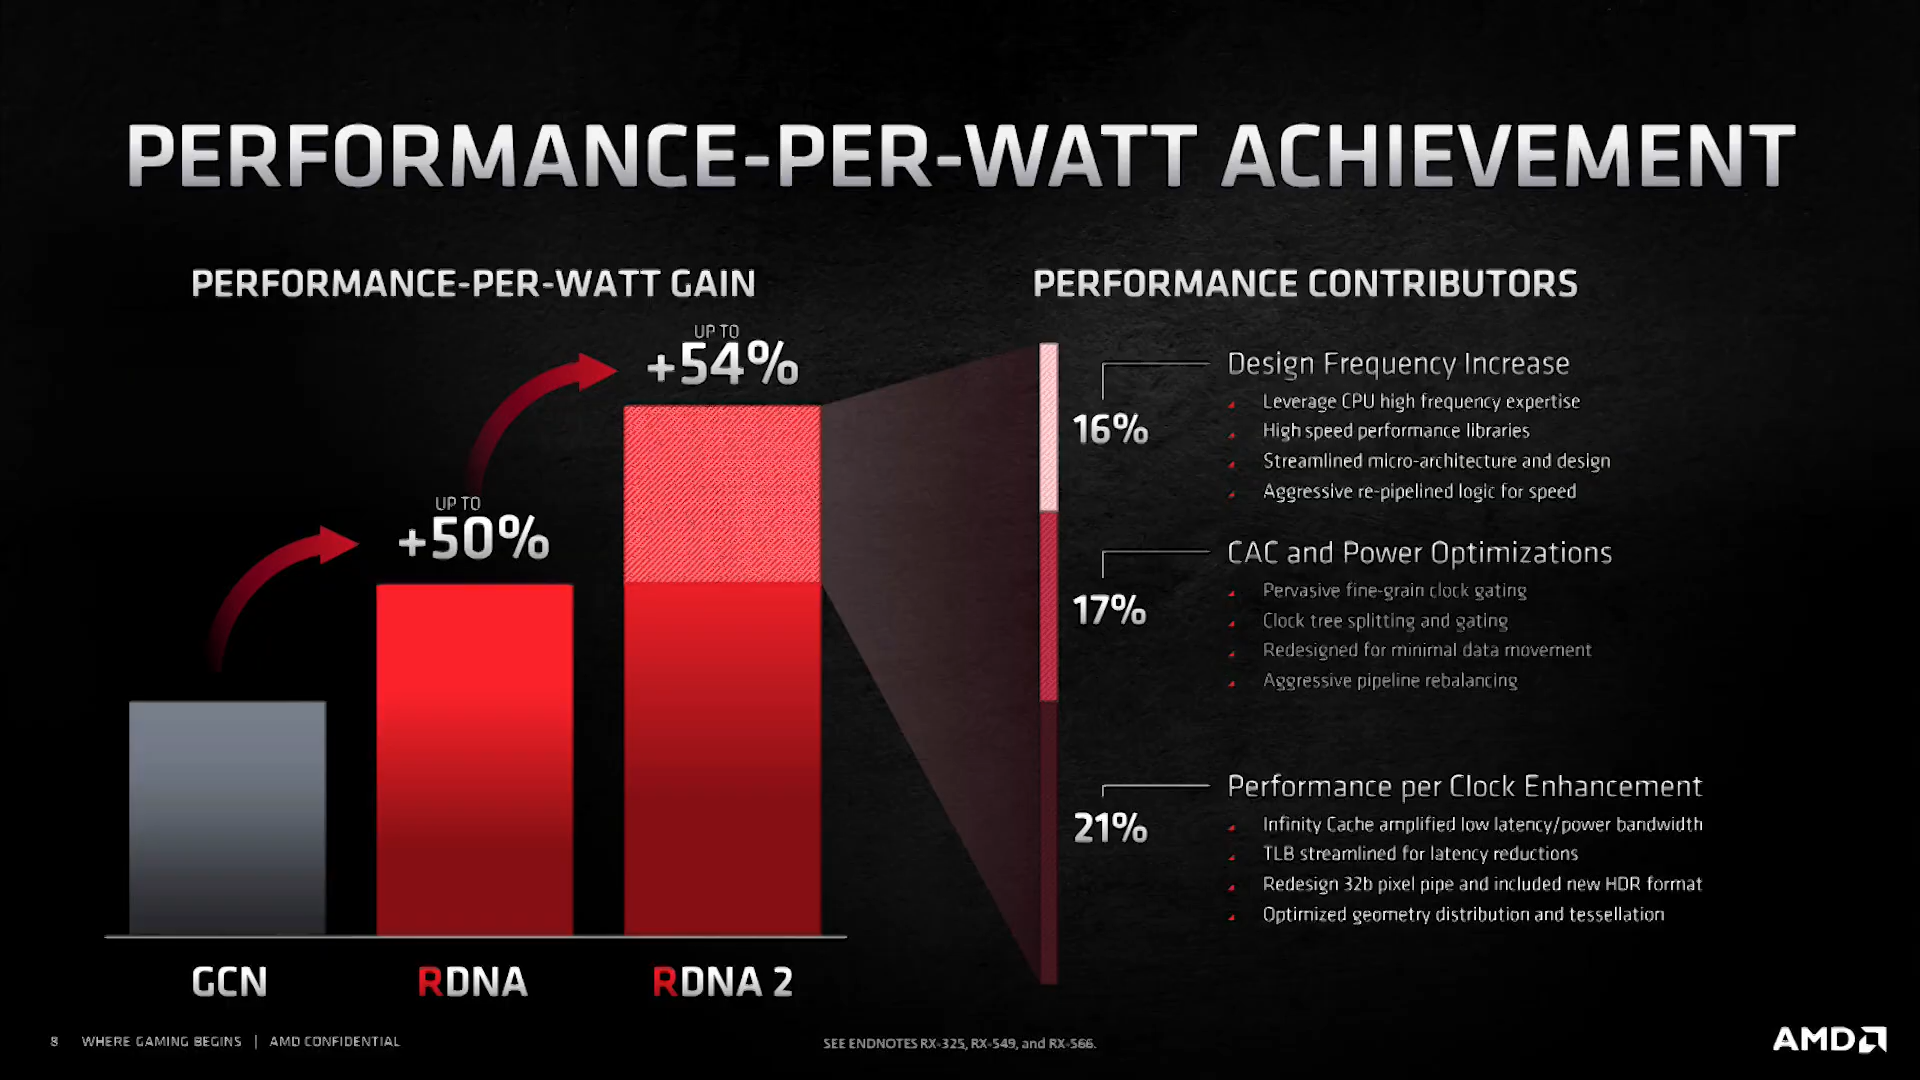 PERFORMANCE-PER-WATT ACHIEVEMENT
PERFORMANCE-PER-WATT GAIN
UP TO
+54%
UP TO
+50%
GCN
RDNA
RDNA 2
PERFORMANCE CONTRIBUTORS
16%
Design Frequency Increase
Leverage CPU high frequency expertise
High speed performance libraries
Streamlined micro-architecture and design
Aggressive re-pipelined logic for speed
17%
CAC and Power Optimizations
Pervasive fine-grain clock gating
Clock tree splitting and gating
Redesigned for minimal data movement
Aggressive pipeline rebalancing
21%
Performance per Clock Enhancement
Infinity Cache amplified low latency/power bandwidth
TLB streamlined for latency reductions
Redesign 32b pixel pipe and included new HDR format
Optimized geometry distribution and tessellation
8 WHERE GAMING BEGINS | AMD CONFIDENTIAL
SEE ENDNOTES RX-325, RX-549, and RX-566.
AMD